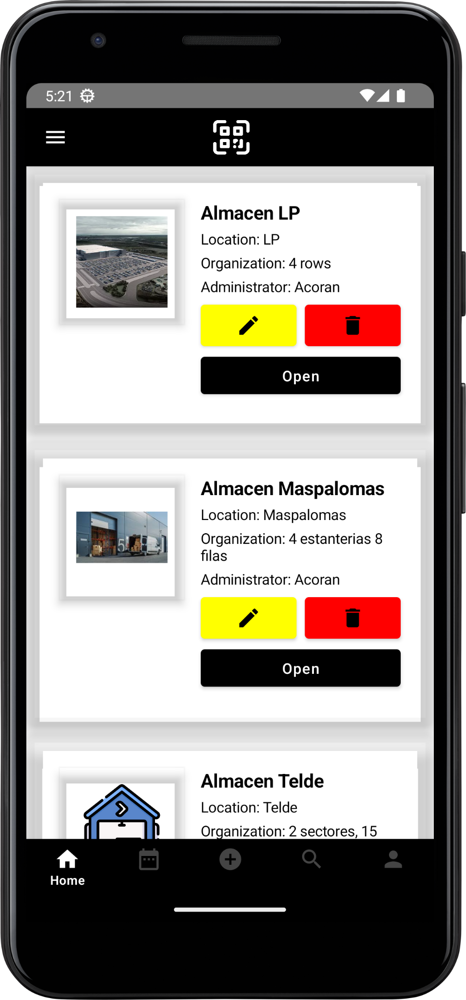 5:21
Almacen LP
Location: LP
Organization: 4 rows
Administrator: Acoran
Open
Almacen Maspalomas
Location: Maspalomas
Organization: 4 estanterias 8
filas
Administrator: Acoran
Open
Almacen Telde
Location: Telde
Organization: 2 sectores, 15
Home